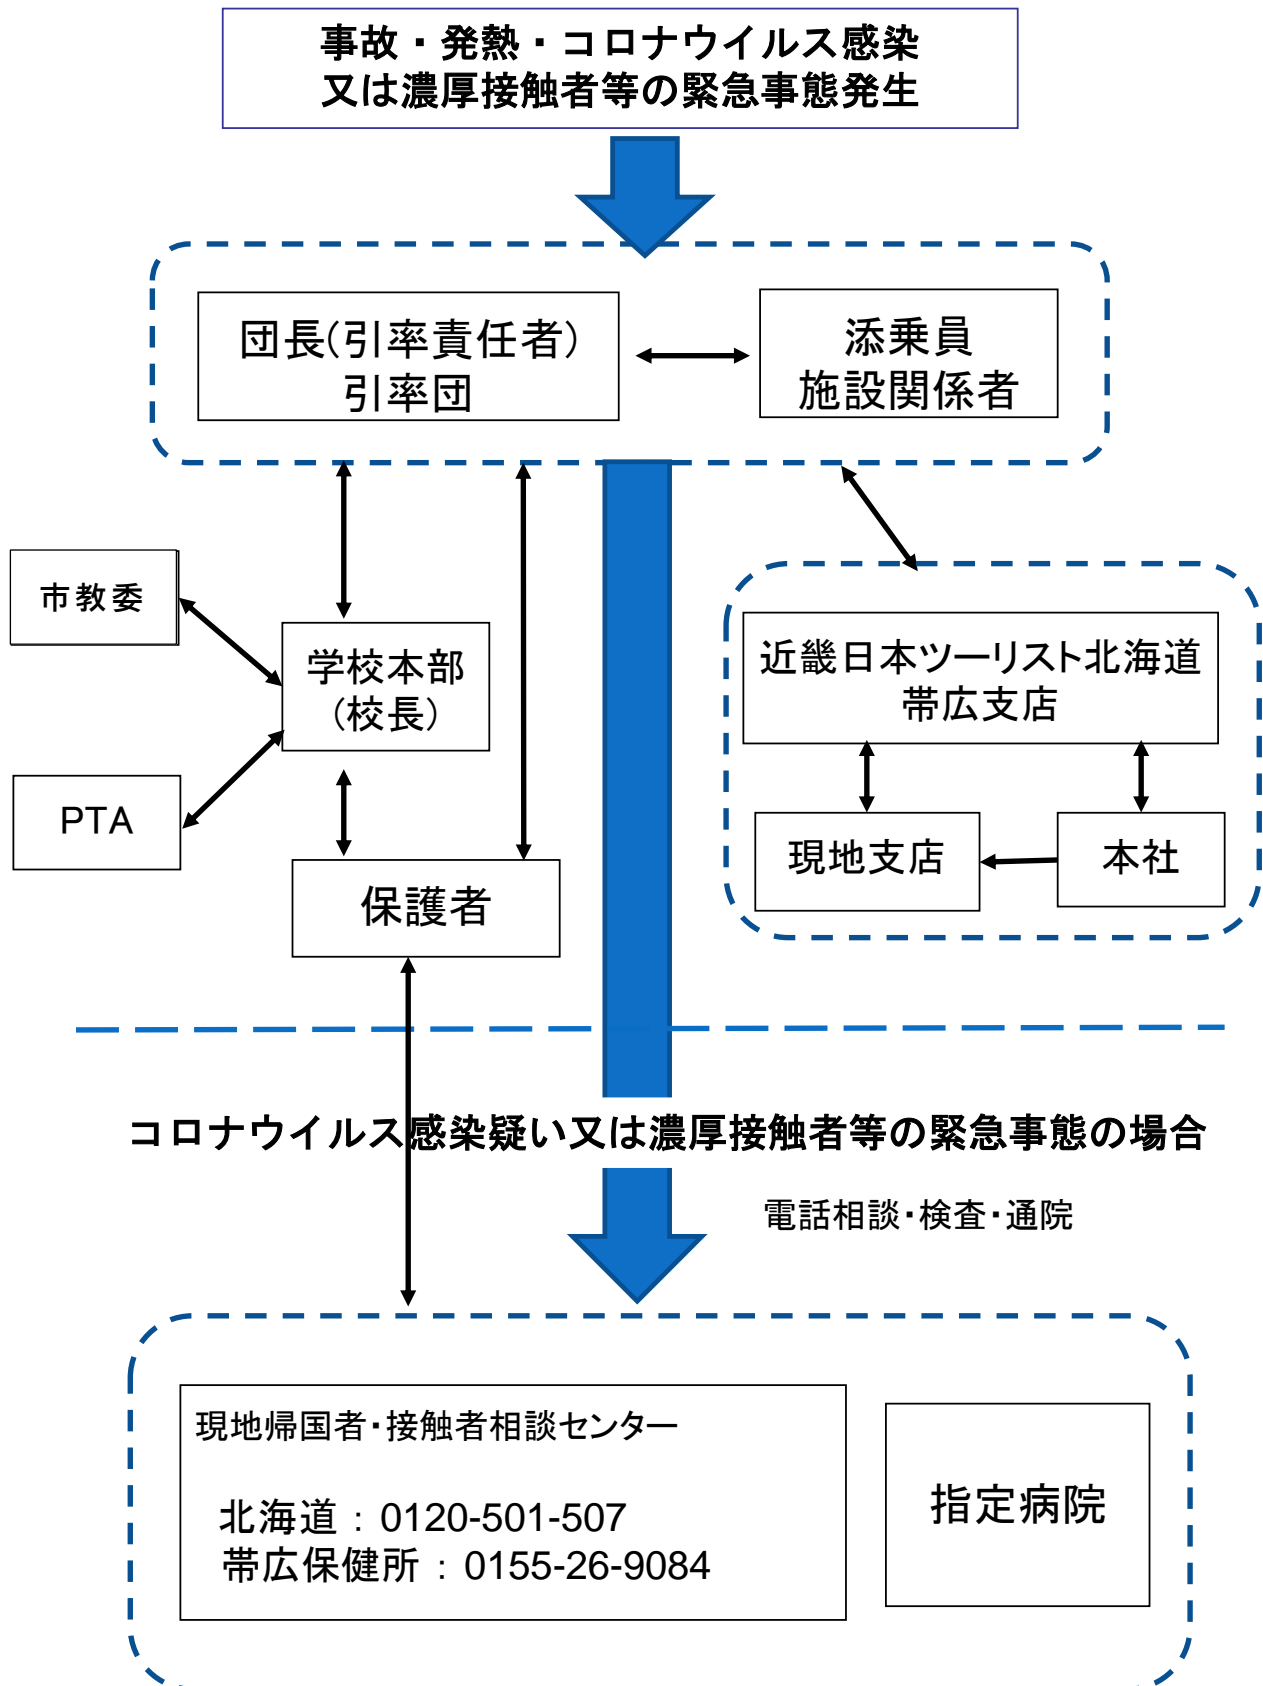 事故・発熱・コロナウイルス感染
又は濃厚接触者等の緊急事態発生
団長(引率責任者)
引率団
添乗員
施設関係者
市教委
学校本部
(校長)
近畿日本ツーリスト北海道
帯広支店
PTA
現地支店
本社
保護者
コロナウイルス感染疑い又は濃厚接触者等の緊急事態の場合
電話相談・検査・通院
現地帰国者・接触者相談センター
北海道：0120-501-507
帯広保健所：0155-26-9084
指定病院